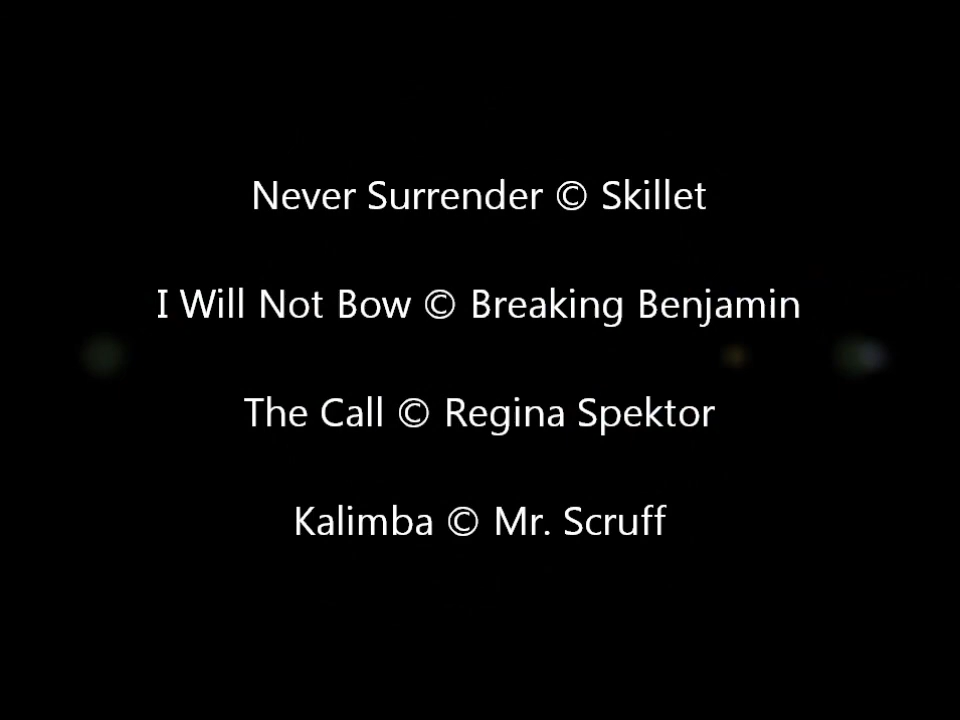 Never Surrender © Skillet
I Will Not Bow © Breaking Benjamin
The Call © Regina Spektor
Kalimba © Mr. Scruff